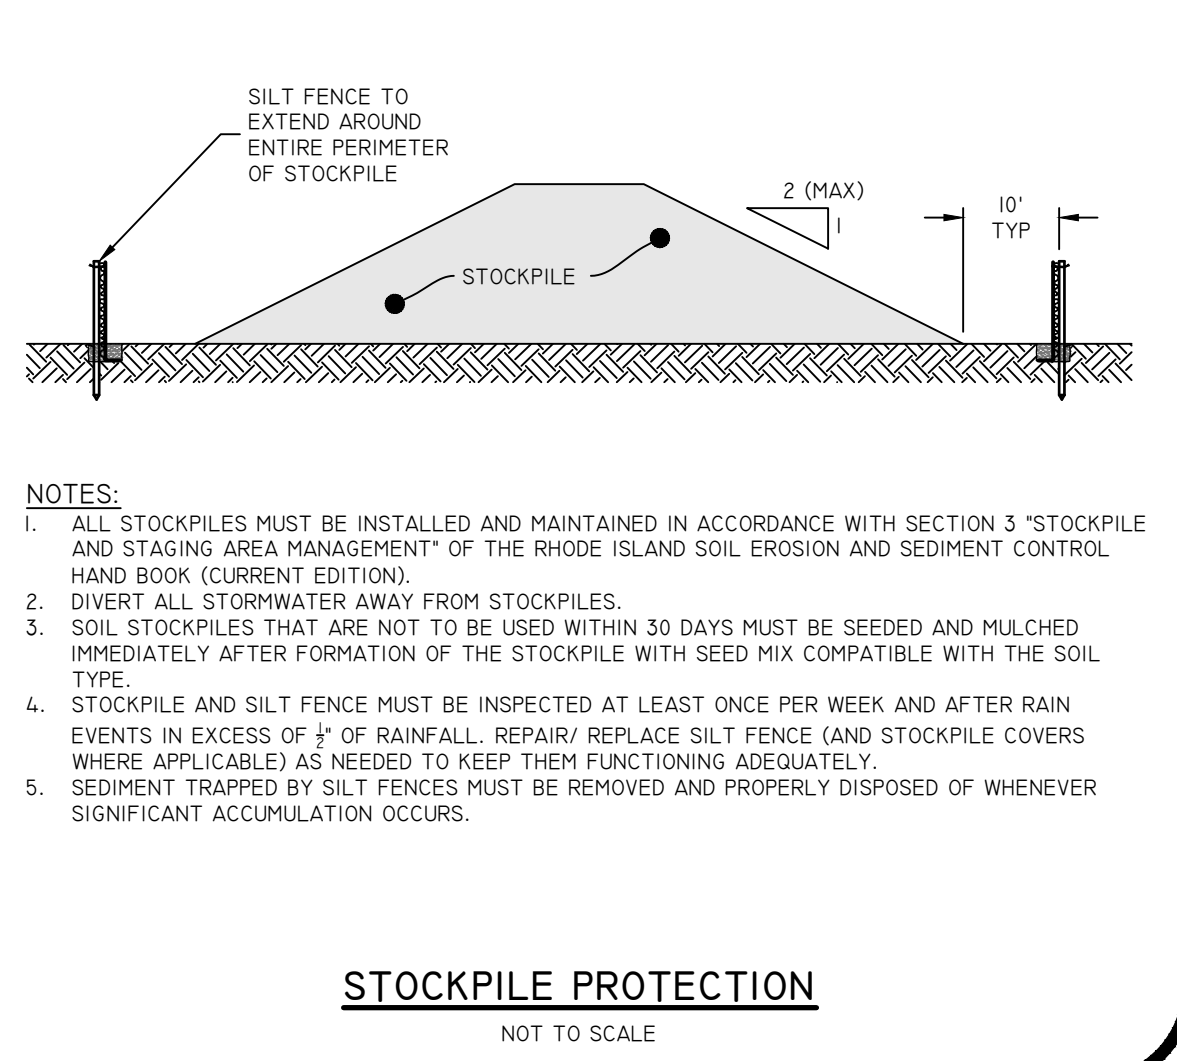 SILT FENCE TO
EXTEND AROUND
ENTIRE PERIMETER
OF STOCKPILE
2 (MAX)
1
10'
TYP
STOCKPILE
NOTES:
1. ALL STOCKPILES MUST BE INSTALLED AND MAINTAINED IN ACCORDANCE WITH SECTION 3 "STOCKPILE
AND STAGING AREA MANAGEMENT" OF THE RHODE ISLAND SOIL EROSION AND SEDIMENT CONTROL
HAND BOOK (CURRENT EDITION).
2. DIVERT ALL STORMWATER AWAY FROM STOCKPILES.
3. SOIL STOCKPILES THAT ARE NOT TO BE USED WITHIN 30 DAYS MUST BE SEEDED AND MULCHED
IMMEDIATELY AFTER FORMATION OF THE STOCKPILE WITH SEED MIX COMPATIBLE WITH THE SOIL
TYPE.
4. STOCKPILE AND SILT FENCE MUST BE INSPECTED AT LEAST ONCE PER WEEK AND AFTER RAIN
EVENTS IN EXCESS OF ½" OF RAINFALL. REPAIR/ REPLACE SILT FENCE (AND STOCKPILE COVERS
WHERE APPLICABLE) AS NEEDED TO KEEP THEM FUNCTIONING ADEQUATELY.
5. SEDIMENT TRAPPED BY SILT FENCES MUST BE REMOVED AND PROPERLY DISPOSED OF WHENEVER
SIGNIFICANT ACCUMULATION OCCURS.
STOCKPILE PROTECTION
NOT TO SCALE